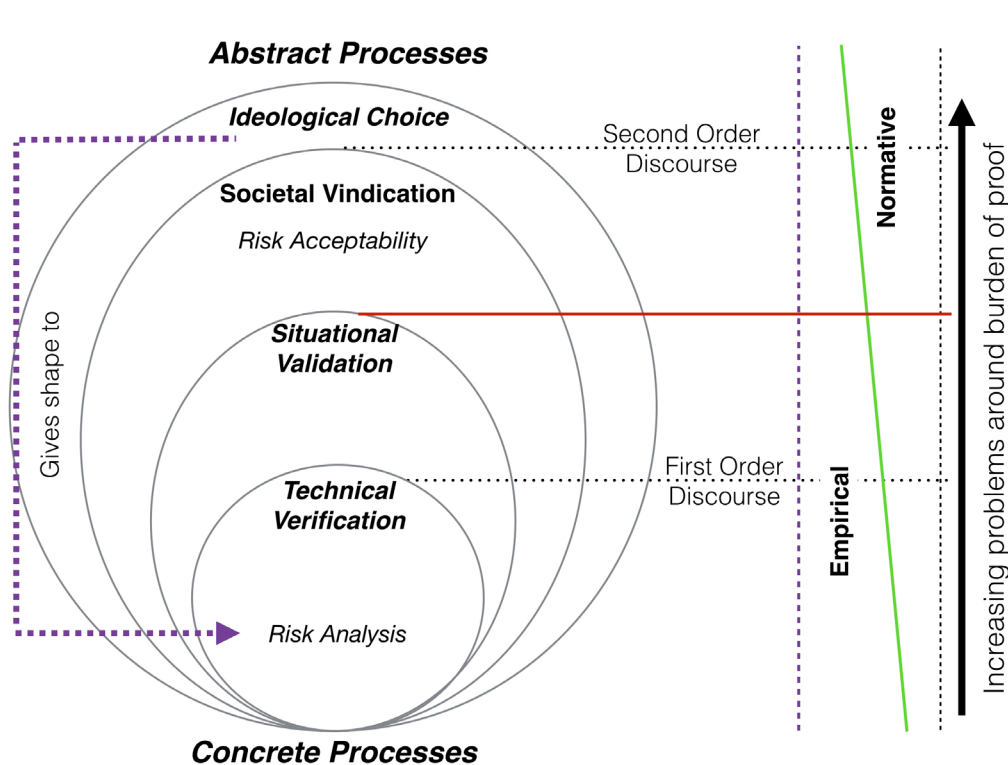 Abstract Processes
Ideological Choice
Societal Vindication
Risk Acceptability
Situational
Validation
Technical
Verification
Risk Analysis
Concrete Processes
Gives shape to
Second Order
Discourse
First Order
Discourse
Normative
Empirical
Increasing problems around burden of proof